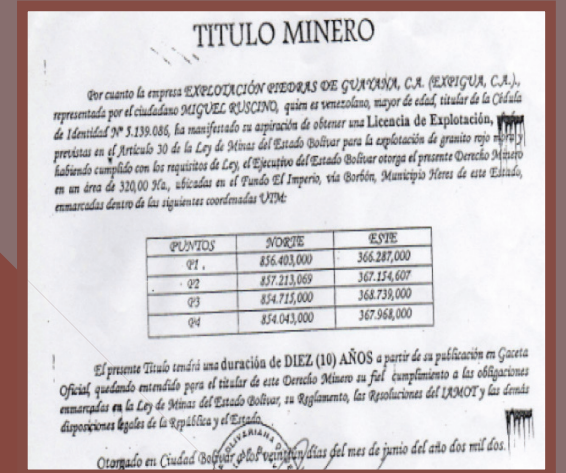 TITULO MINERO
Por cuanto la empresa EXPLOTACIÓN PIEDRAS DE GUAYANA, C.A. (EXPIGUA, C.A.),
representada por el ciudadano MIGUEL RUSCINO, quien es venezolano, mayor de edad, titular de la Cédula
de Identidad Nº 5.139.086, ha manifestado su aspiración de obtener una Licencia de Explotación,
previstas en el Artículo 30 de la Ley de Minas del Estado Bolívar para la explotación de granito rojo y
habiendo cumplido con los requisitos de Ley, el Ejecutivo del Estado Bolívar otorga el presente Derecho Minero
en un área de 320,00 Ha., ubicadas en el Fundo El Imperio, vía Borbón, Municipio Heres de este Estado,
enmarcadas dentro de las siguientes coordenadas UTM:
PUNTOS NORTE ESTE
P1 856.403,000 366.287,000
P2 857.213,069 367.154,607
P3 854.715,000 368.739,000
P4 854.043,000 367.968,000
El presente Titulo tendrá una duración de DIEZ (10) AÑOS a partir de su publicación en Gaceta
Oficial, quedando entendido para el titular de este Derecho Minero su fiel cumplimiento a las obligaciones
enmarcadas en la Ley de Minas del Estado Bolívar, su Reglamento, las Resoluciones del IAMOT y las demás
disposiciones legales de la República y el Estado.
Otorgado en Ciudad Bolívar a los veintiun días del mes de junio del año dos mil dos.